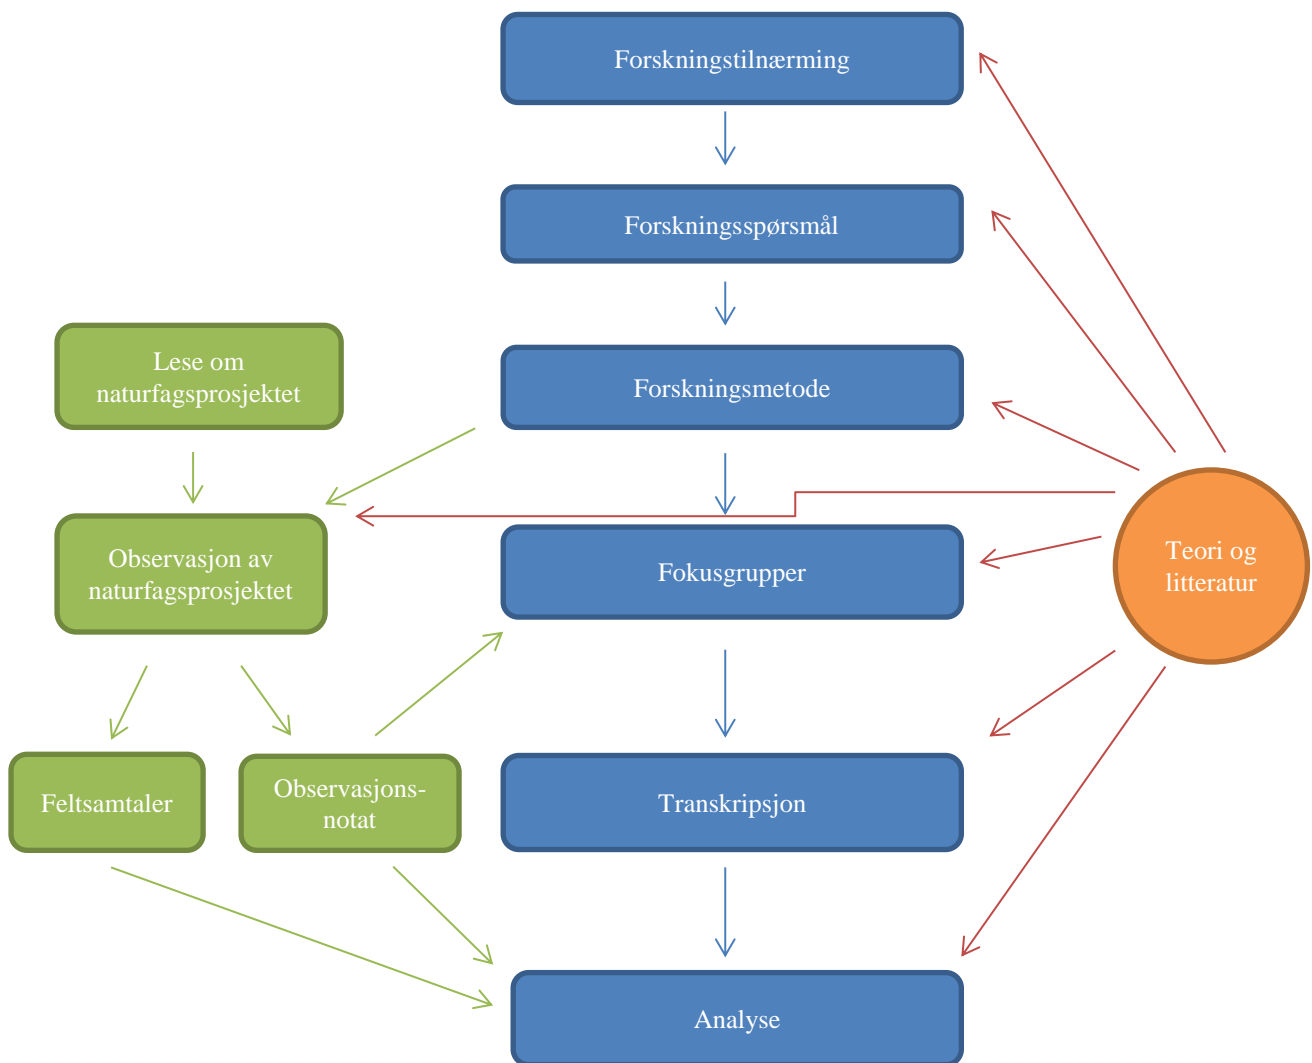 Forskningstilnærming
Forskningsspørsmål
Lese om
naturfagsprosjektet
Forskningsmetode
Observasjon av
naturfagsprosjektet
Fokusgrupper
Teori og
litteratur
Feltsamtaler
Observasjons-
notat
Transkripsjon
Analyse